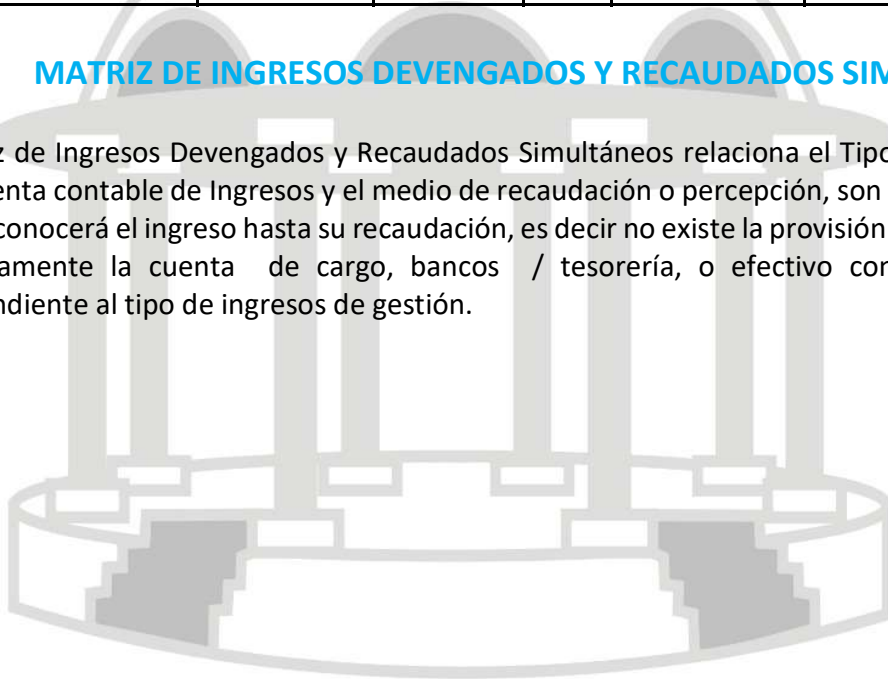 MATRIZ DE INGRESOS DEVENGADOS Y RECAUDADOS SIM
z de Ingresos Devengados y Recaudados Simultáneos relaciona el Tipo
enta contable de Ingresos y el medio de recaudación o percepción, son
conocerá el ingreso hasta su recaudación, es decir no existe la provisión
amente la cuenta de cargo, bancos / tesorería, o efectivo con
ndiente al tipo de ingresos de gestión.